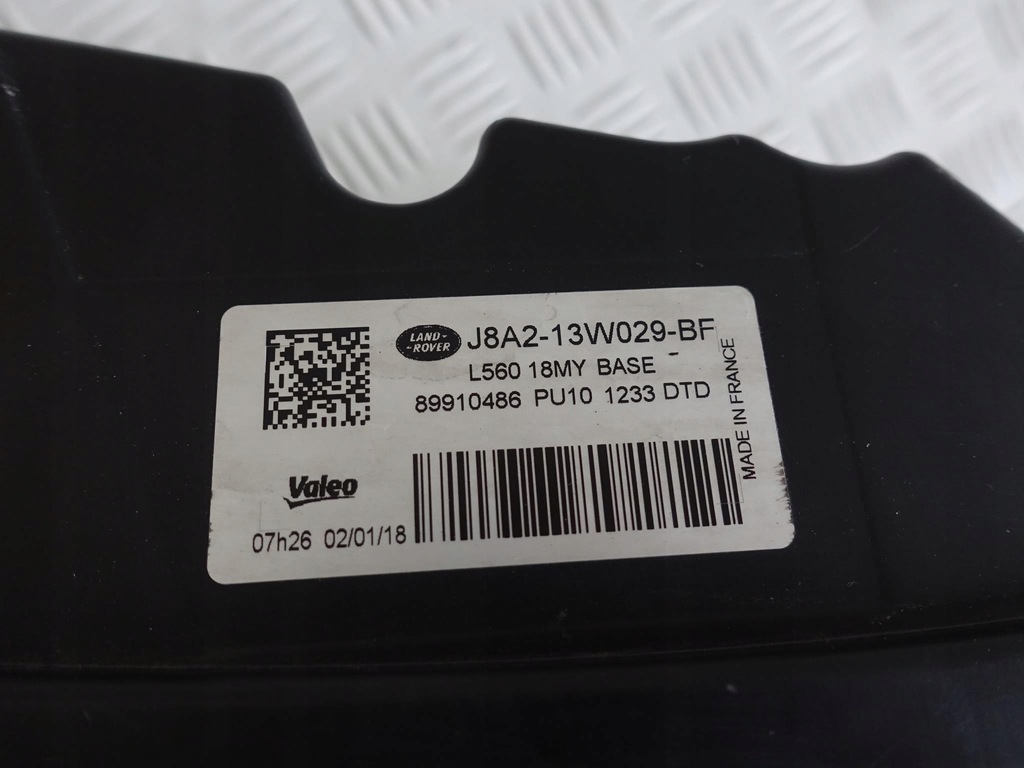 LAND-
-ROVER
J8A2-13W029-BF
L560 18MY BASE
89910486 PU10 1233 DTD
MADE IN FRANCE
Valeo
07h26 02/01/18